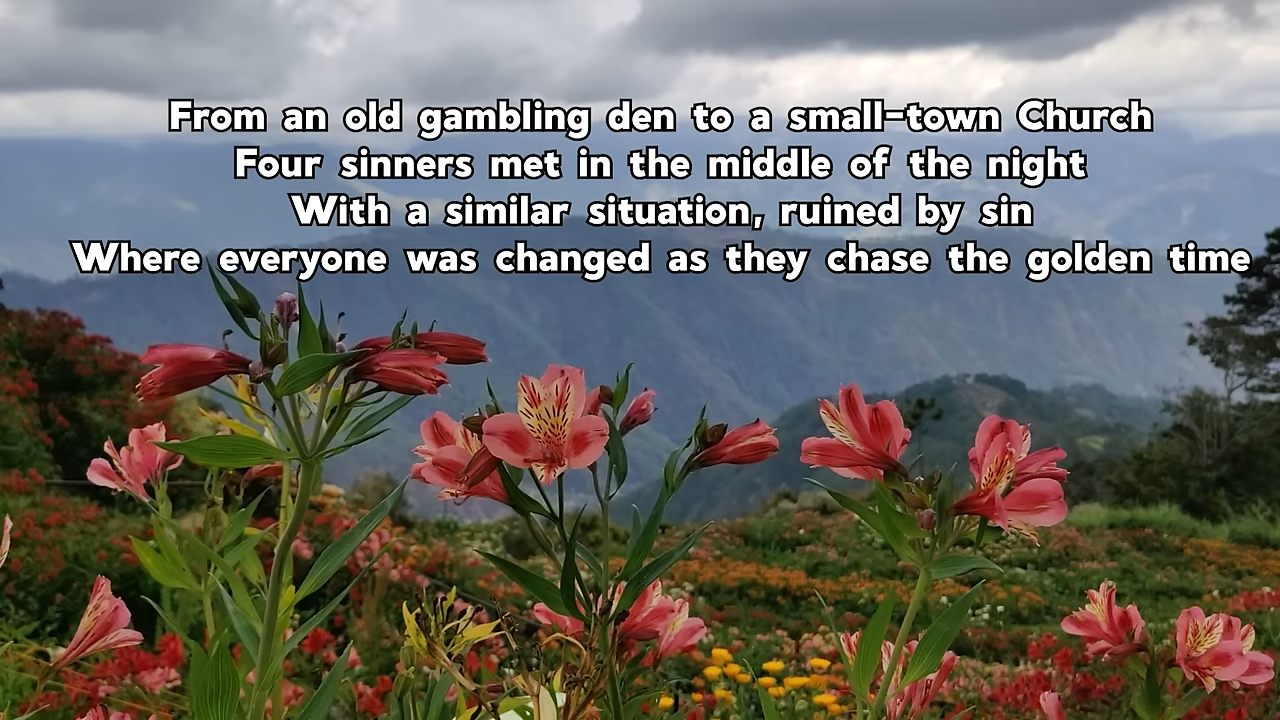 From an old gambling den to a small-town Church
Four sinners met in the middle of the night
With a similar situation, ruined by sin
Where everyone was changed as they chase the golden time